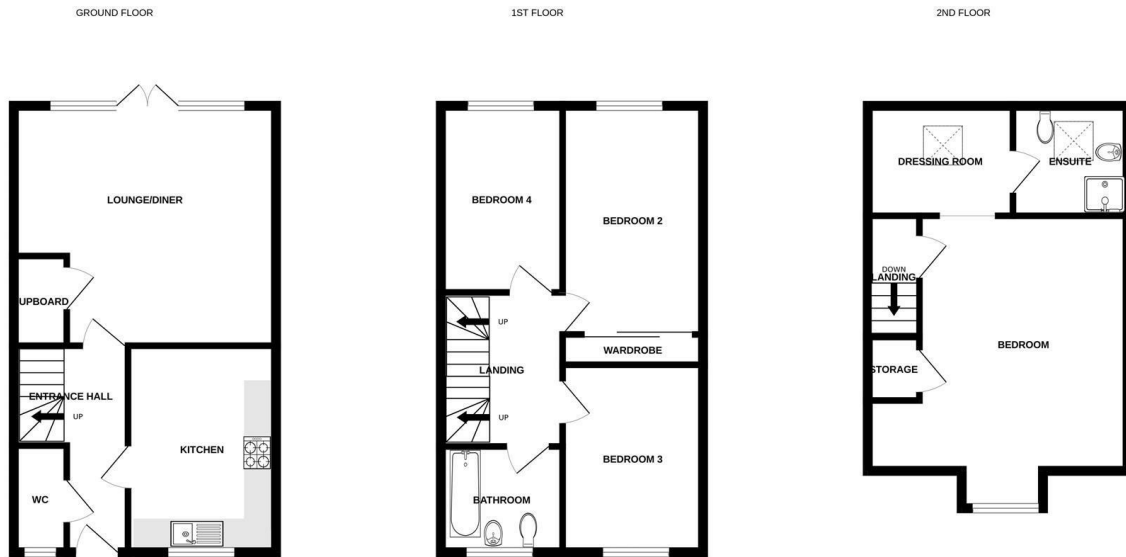 GROUND FLOOR
1ST FLOOR
2ND FLOOR
LOUNGE/DINER
UPBOARD
ENTRANCE HALL
UP
KITCHEN
WC
BEDROOM 4
BEDROOM 2
UP
WARDROBE
LANDING
UP
BEDROOM 3
BATHROOM
DRESSING ROOM
ENSUITE
DOWN
LANDING
BEDROOM
STORAGE